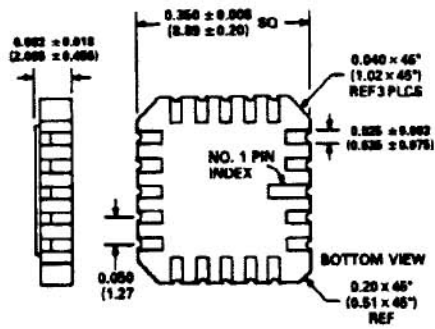 0.350 ± 0.008
(8.89 ± 0.20) SQ
0.082 ± 0.018
(2.085 ± 0.455)
0.040 × 45°
(1.02 × 45°)
REF 3 PLCS
0.025 ± 0.003
(0.635 ± 0.075)
NO. 1 PIN
INDEX
0.050
(1.27
BOTTOM VIEW
0.20 × 45°
(0.51 × 45°)
REF